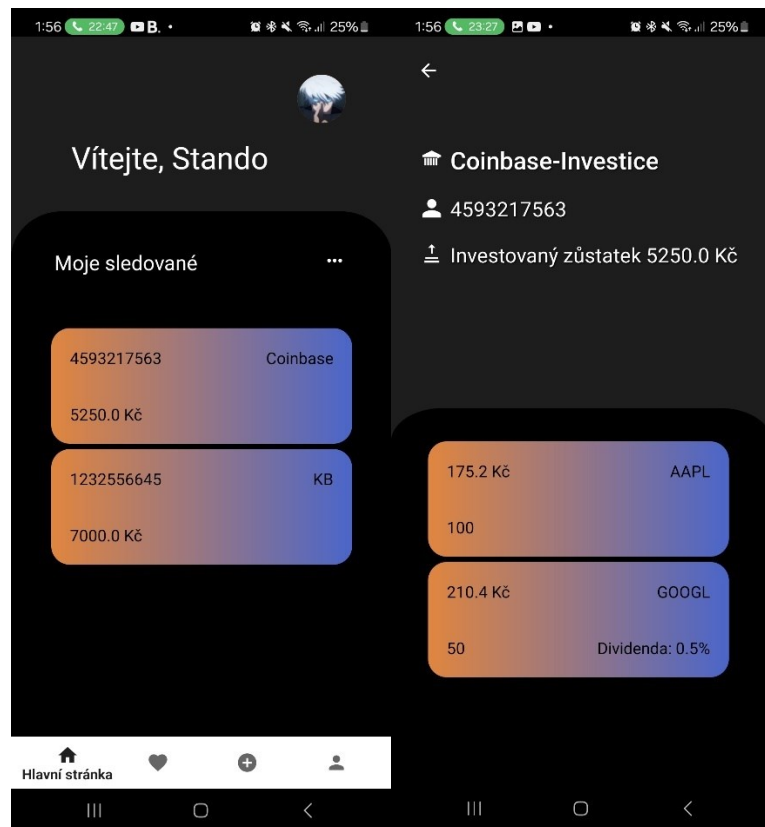 1:56 22:47 B. • 25%
Vítejte, Stando
Moje sledované
4593217563 Coinbase
5250.0 Kč
1232556645 KB
7000.0 Kč
Hlavní stránka
1:56 23:27 • 25%
Coinbase-Investice
4593217563
Investovaný zůstatek 5250.0 Kč
175.2 Kč AAPL
100
210.4 Kč GOOGL
50 Dividenda: 0.5%